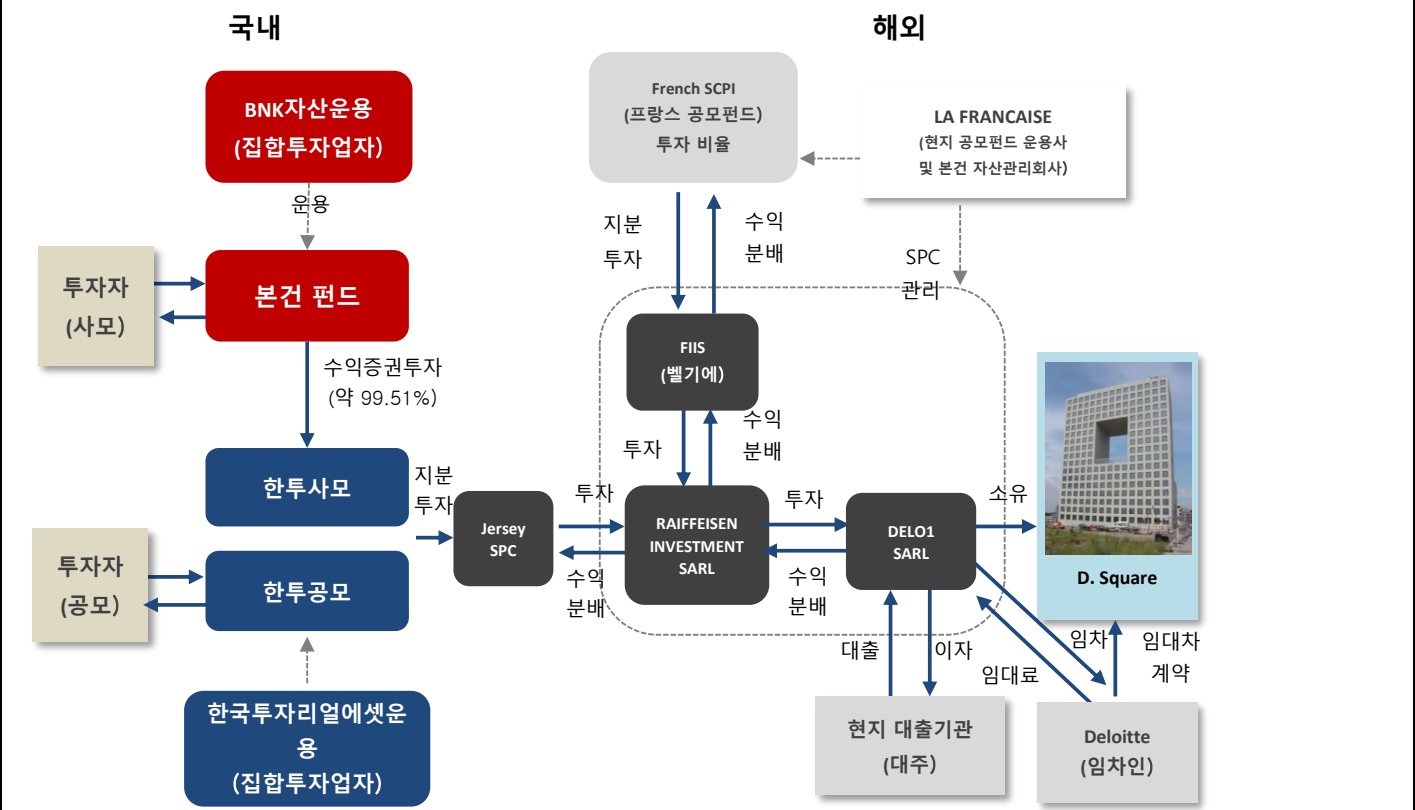 국내
해외
BNK자산운용
(집합투자업자)
운용
투자자
(사모)
본건 펀드
수익증권투자
(약 99.51%)
한투사모
지분
투자
투자자
(공모)
한투공모
한국투자리얼에셋운
용
(집합투자업자)
French SCPI
(프랑스 공모펀드)
투자 비율
LA FRANCAISE
(현지 공모펀드 운용사
및 본건 자산관리회사)
지분
투자
수익
분배
SPC
관리
FIIS
(벨기에)
투자
수익
분배
Jersey
SPC
투자
수익
분배
RAIFFEISEN
INVESTMENT
SARL
투자
수익
분배
DELO1
SARL
소유
D. Square
대출
이자
임대료
임차
임대차
계약
현지 대출기관
(대주)
Deloitte
(임차인)